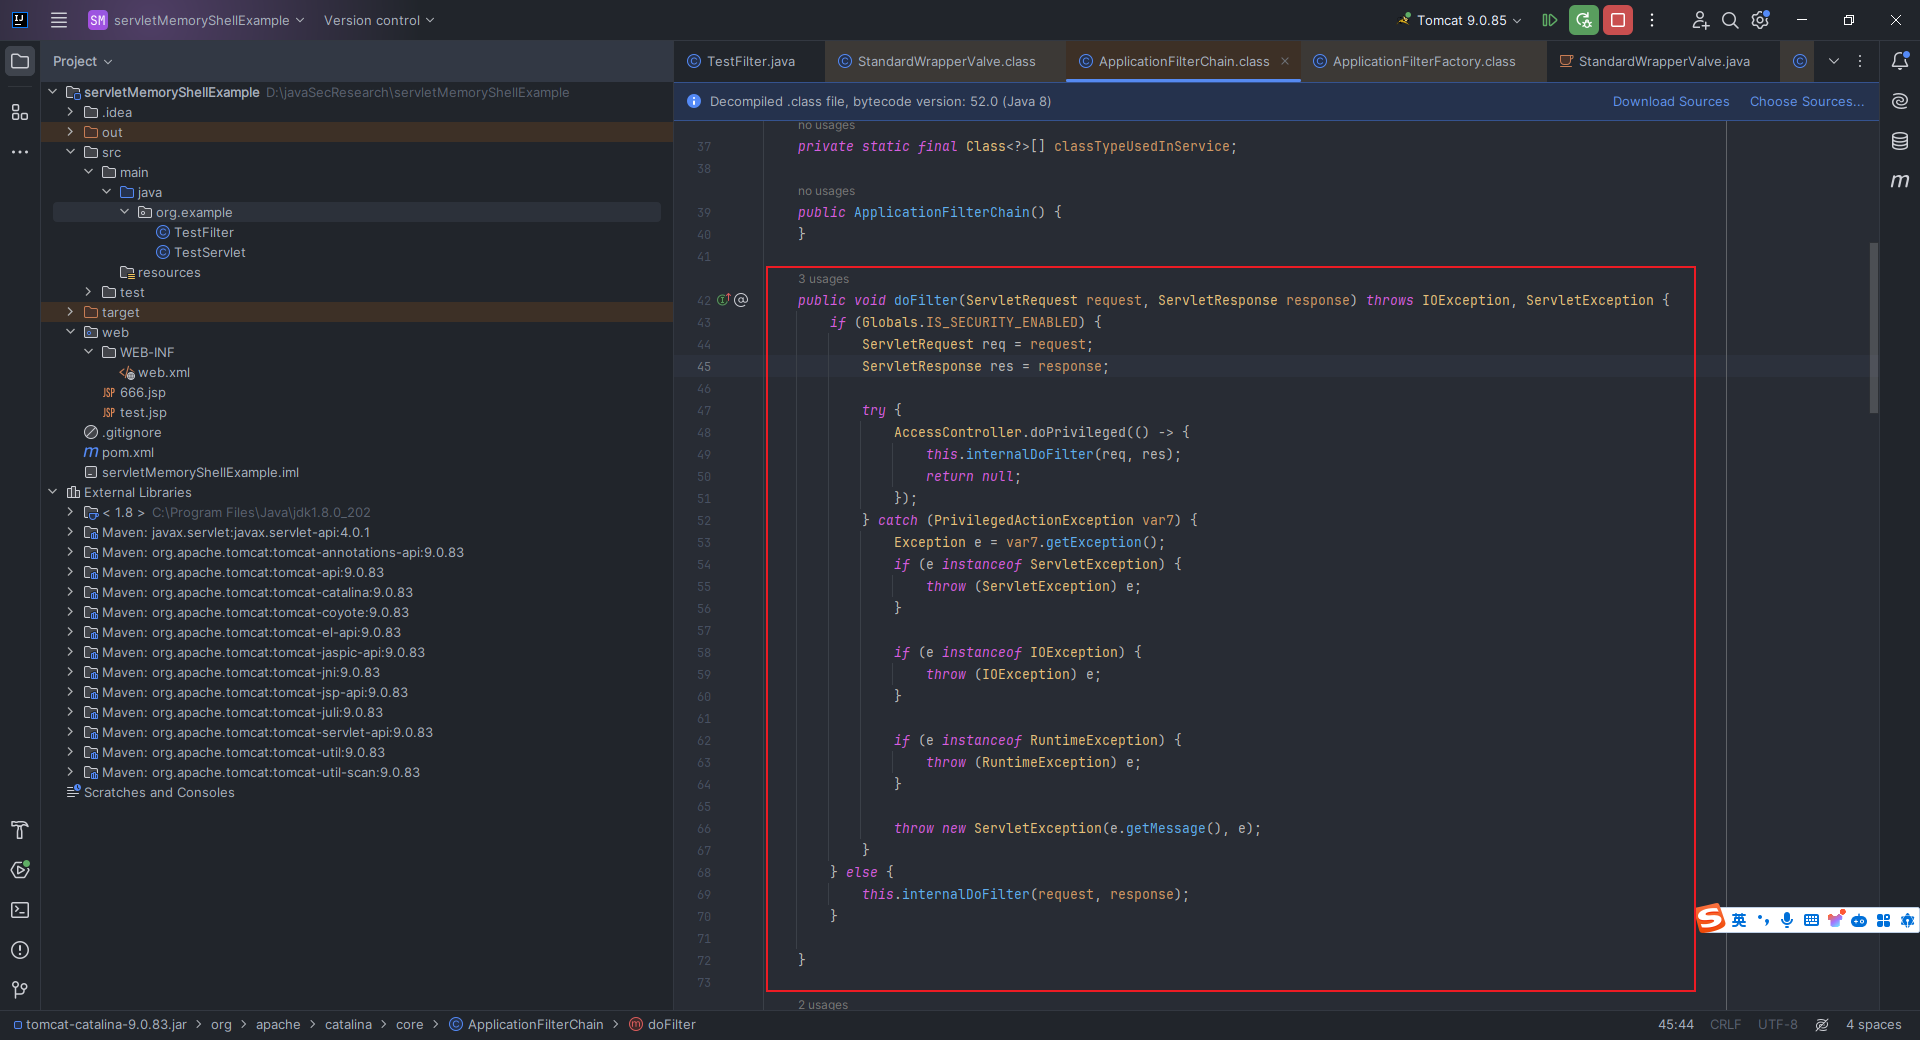 SM servletMemoryShellExample Version control Tomcat 9.0.85
Project
TestFilter.java StandardWrapperValve.class ApplicationFilterChain.class ApplicationFilterFactory.class StandardWrapperValve.java
servletMemoryShellExample D:\javaSecResearch\servletMemoryShellExample
.idea
out
src
main
java
org.example
TestFilter
TestServlet
resources
test
target
web
WEB-INF
web.xml
JSP 666.jsp
JSP test.jsp
.gitignore
m pom.xml
servletMemoryShellExample.iml
External Libraries
< 1.8 > C:\Program Files\Java\jdk1.8.0_202
Maven: javax.servlet:javax.servlet-api:4.0.1
Maven: org.apache.tomcat:tomcat-annotations-api:9.0.83
Maven: org.apache.tomcat:tomcat-api:9.0.83
Maven: org.apache.tomcat:tomcat-catalina:9.0.83
Maven: org.apache.tomcat:tomcat-coyote:9.0.83
Maven: org.apache.tomcat:tomcat-el-api:9.0.83
Maven: org.apache.tomcat:tomcat-jaspic-api:9.0.83
Maven: org.apache.tomcat:tomcat-jni:9.0.83
Maven: org.apache.tomcat:tomcat-jsp-api:9.0.83
Maven: org.apache.tomcat:tomcat-juli:9.0.83
Maven: org.apache.tomcat:tomcat-servlet-api:9.0.83
Maven: org.apache.tomcat:tomcat-util:9.0.83
Maven: org.apache.tomcat:tomcat-util-scan:9.0.83
Scratches and Consoles
Decompiled .class file, bytecode version: 52.0 (Java 8) Download Sources Choose Sources...
no usages
37 private static final Class<?>[] classTypeUsedInService;
38
no usages
39 public ApplicationFilterChain() {
40 }
41
3 usages
42 public void doFilter(ServletRequest request, ServletResponse response) throws IOException, ServletException {
43 if (Globals.IS_SECURITY_ENABLED) {
44 ServletRequest req = request;
45 ServletResponse res = response;
46
47 try {
48 AccessController.doPrivileged(() -> {
49 this.internalDoFilter(req, res);
50 return null;
51 });
52 } catch (PrivilegedActionException var7) {
53 Exception e = var7.getException();
54 if (e instanceof ServletException) {
55 throw (ServletException) e;
56 }
57
58 if (e instanceof IOException) {
59 throw (IOException) e;
60 }
61
62 if (e instanceof RuntimeException) {
63 throw (RuntimeException) e;
64 }
65
66 throw new ServletException(e.getMessage(), e);
67 }
68 } else {
69 this.internalDoFilter(request, response);
70 }
71
72 }
73
2 usages
英
tomcat-catalina-9.0.83.jar > org > apache > catalina > core > ApplicationFilterChain > doFilter 45:44 CRLF UTF-8 4 spaces